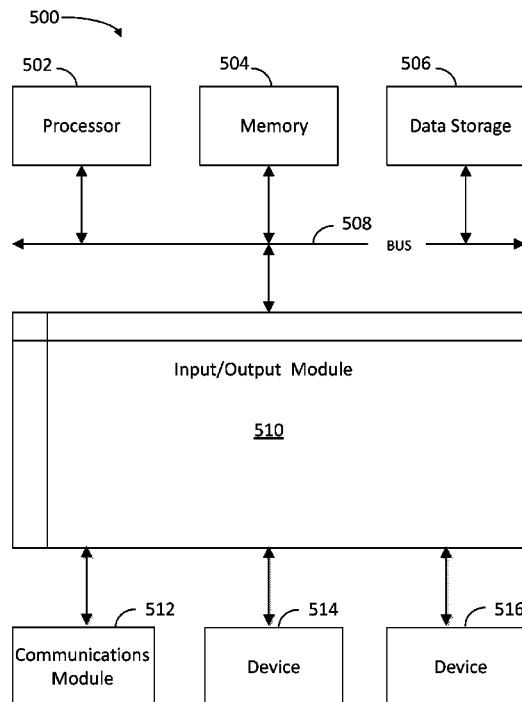 500
502
504
506
Processor
Memory
Data Storage
508
BUS
Input/Output Module
510
512
514
516
Communications
Module
Device
Device